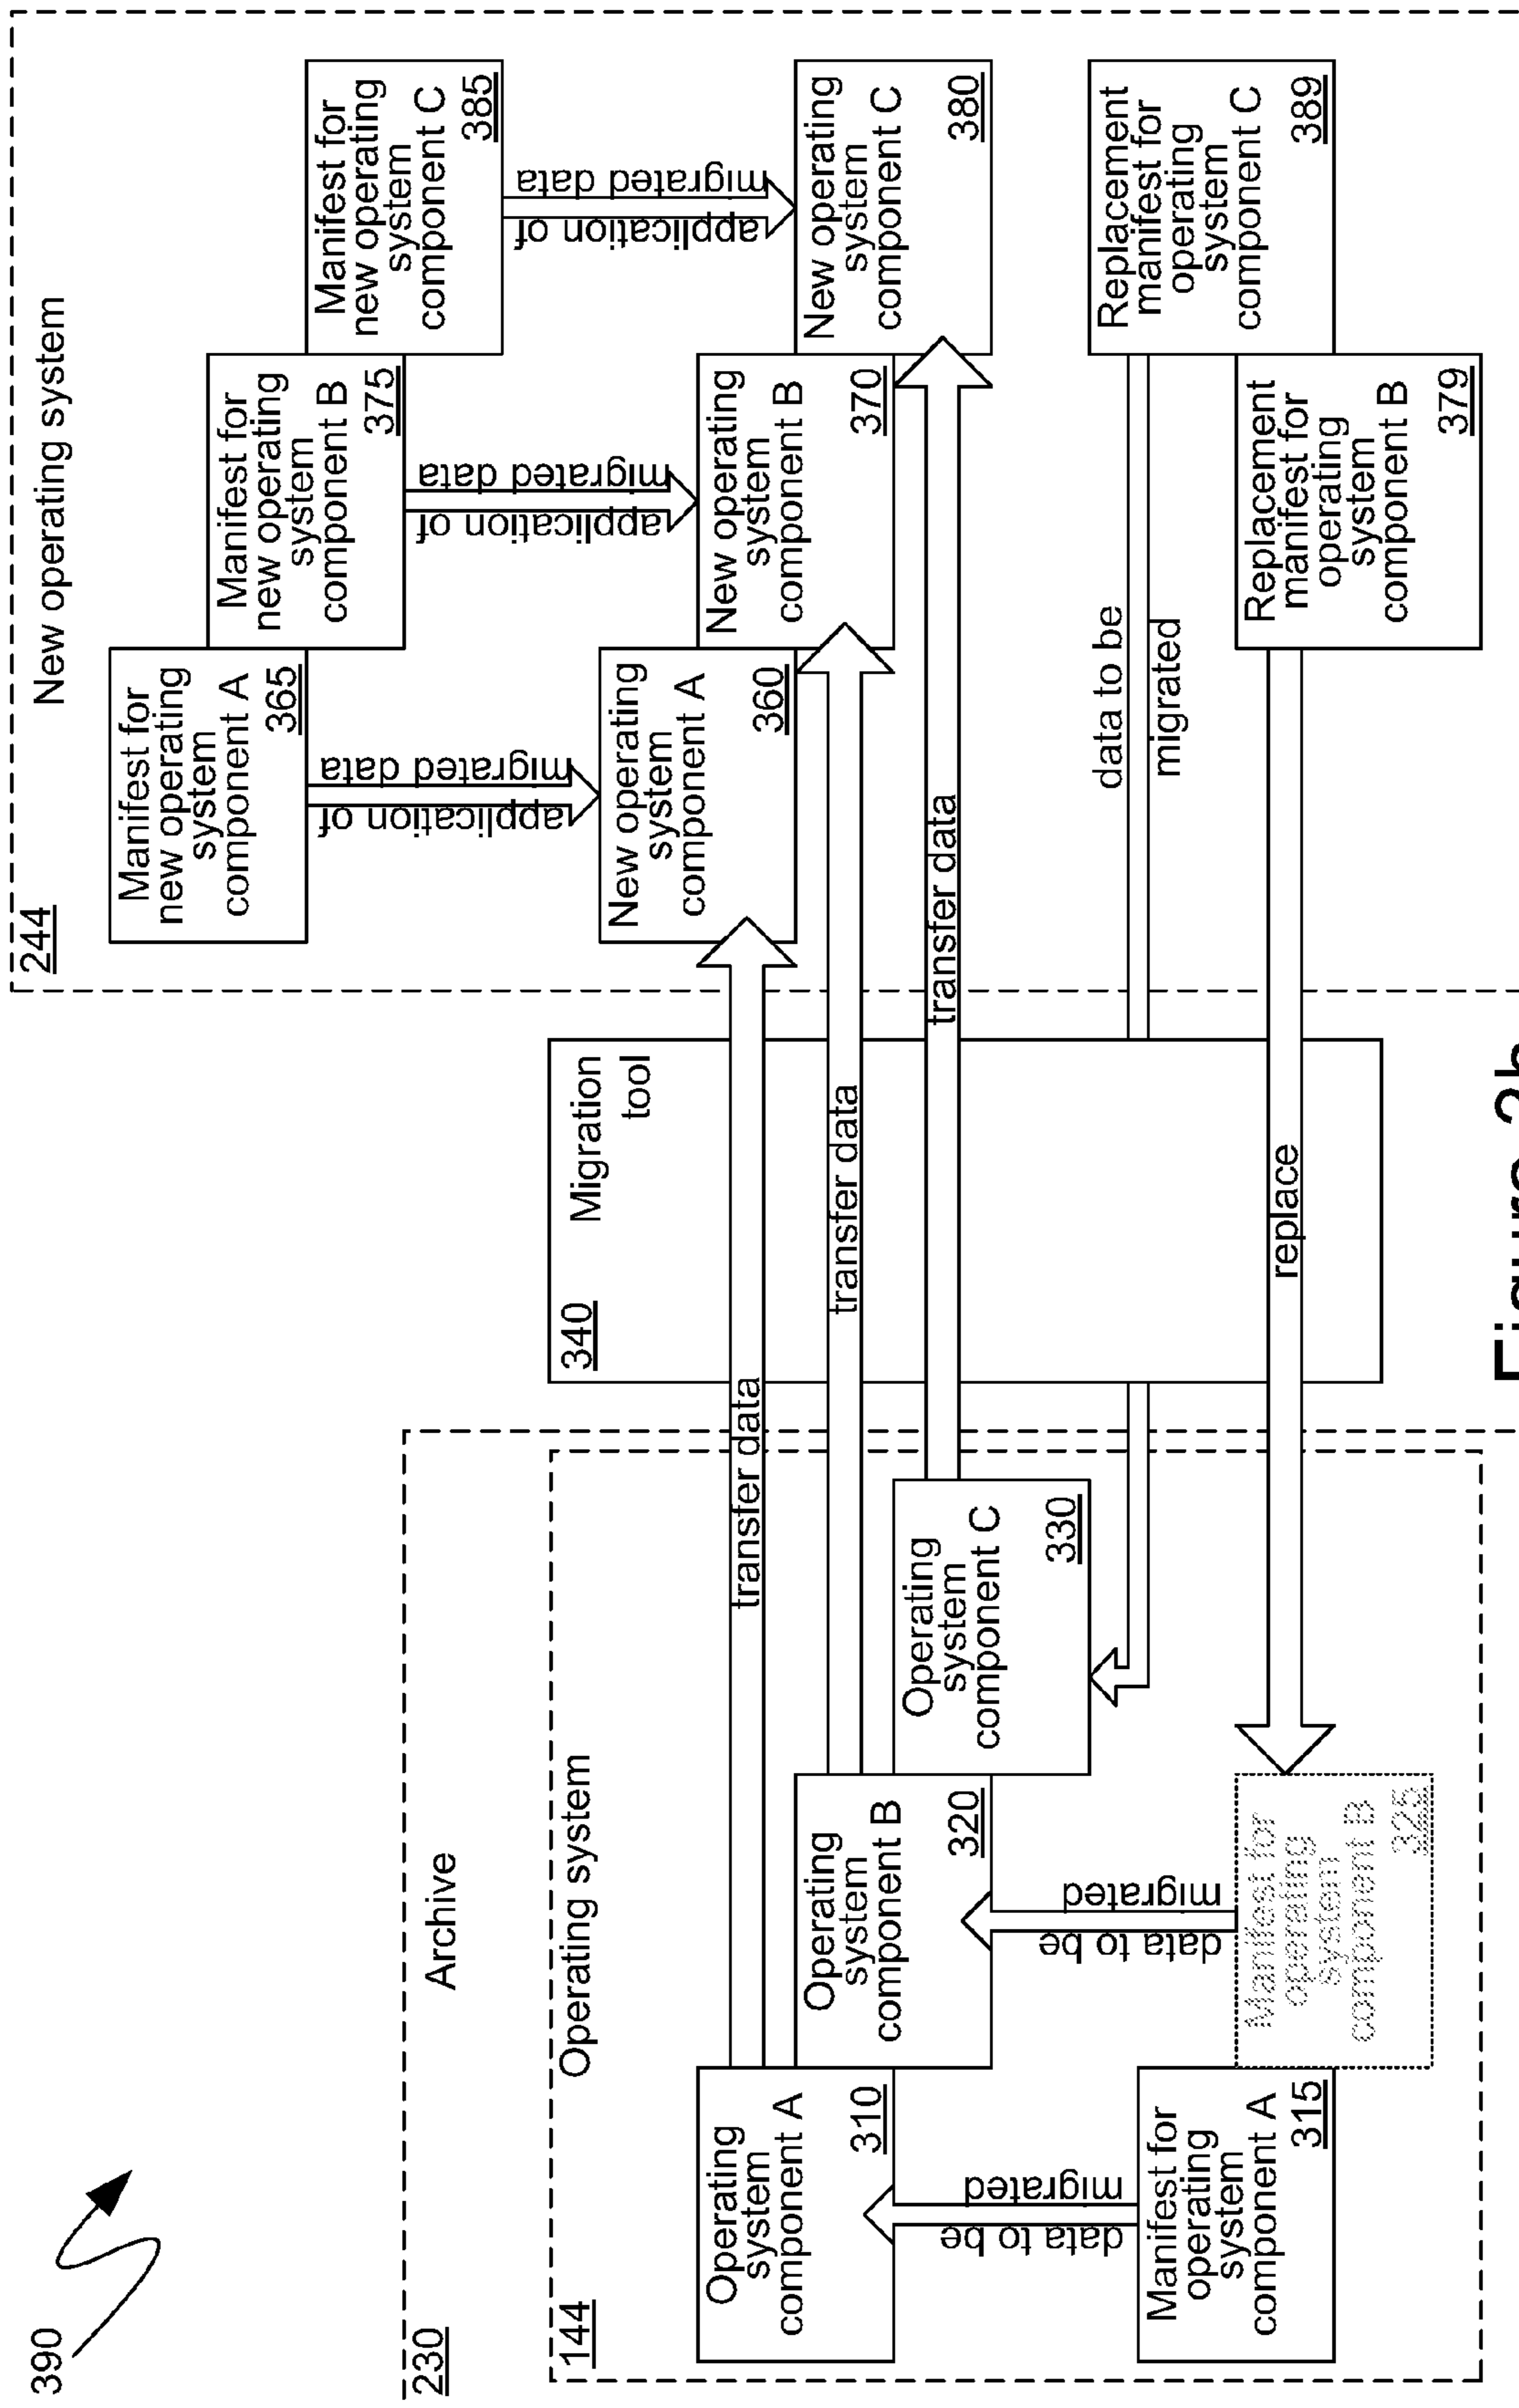 390
230
Archive
144
Operating system
Operating
system
component A
310
Operating
system
component B
320
Operating
system
component C
330
data to be
migrated
data to be
migrated
Manifest for
operating
system
component A
315
Manifest for
operating
system
component B
325
340
Migration
tool
transfer data
transfer data
transfer data
replace
244
New operating system
Manifest for
new operating
system
component A
365
Manifest for
new operating
system
component B
375
Manifest for
new operating
system
component C
385
application of
migrated data
application of
migrated data
application of
migrated data
New operating
system
component A
360
New operating
system
component B
370
New operating
system
component C
380
data to be
migrated
Replacement
manifest for
operating
system
component C
389
Replacement
manifest for
operating
system
component B
379